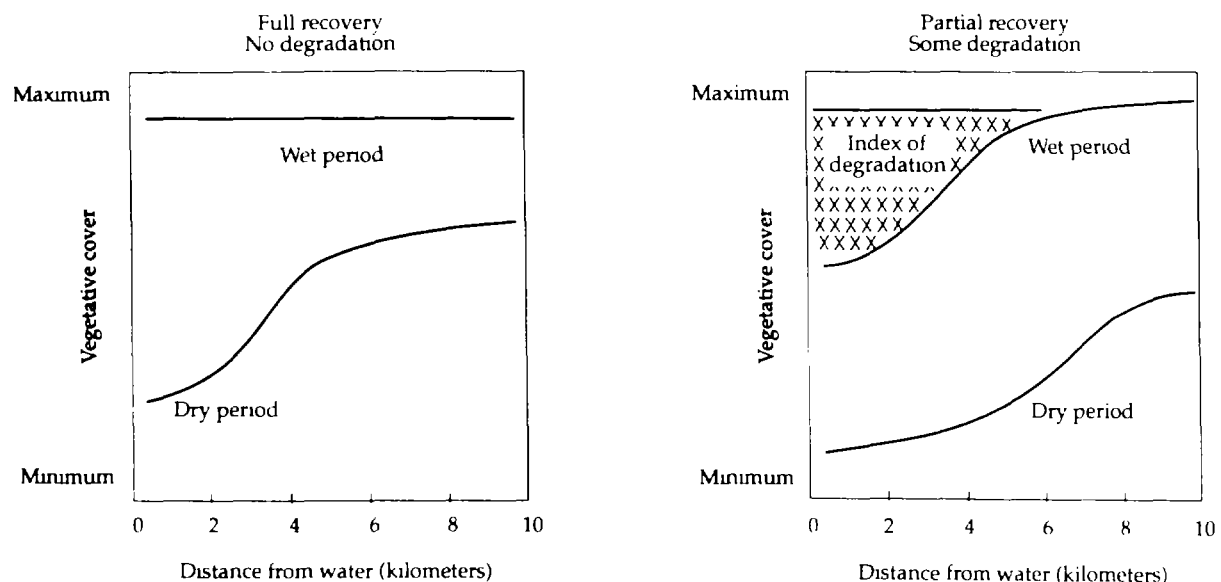 Full recovery
No degradation
Maximum
Wet period
Vegetative cover
Dry period
Minimum
0 2 4 6 8 10
Distance from water (kilometers)
Partial recovery
Some degradation
Maximum
Index of
degradation
Wet period
Vegetative cover
Dry period
Minimum
0 2 4 6 8 10
Distance from water (kilometers)